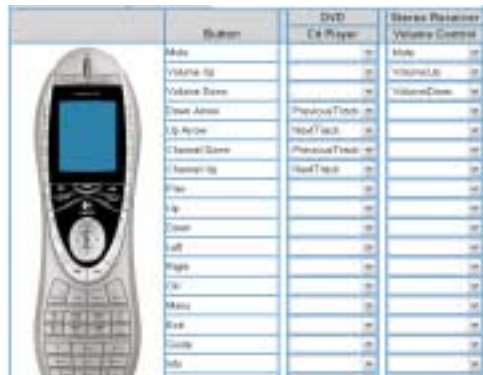 DVD Stereo Receiver
Button Cd Player Volume Control
Mute Mute
Volume Up VolumeUp
Volume Down VolumeDown
Down Arrow PreviousTrack
Up Arrow NextTrack
Channel Down PreviousTrack
Channel Up NextTrack
Play
Up
Down
Left
Right
Ok
Menu
Exit
Guide
Info